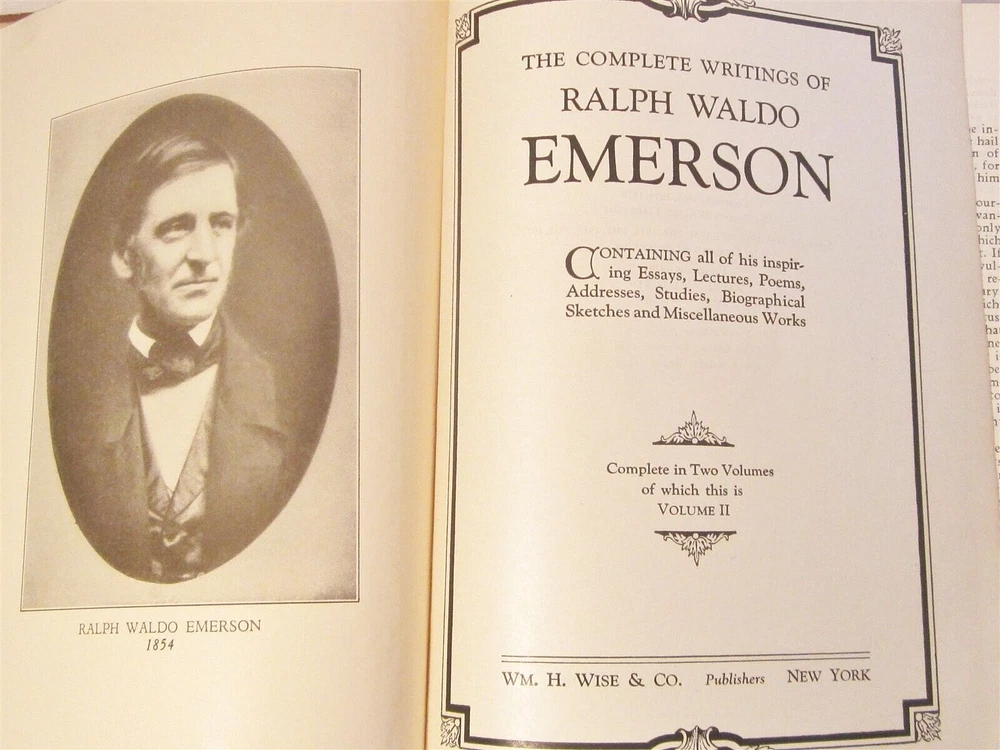 RALPH WALDO EMERSON
1854
THE COMPLETE WRITINGS OF
RALPH WALDO
EMERSON
CONTAINING all of his inspir-
ing Essays, Lectures, Poems,
Addresses, Studies, Biographical
Sketches and Miscellaneous Works
Complete in Two Volumes
of which this is
VOLUME II
WM. H. WISE & CO. Publishers NEW YORK